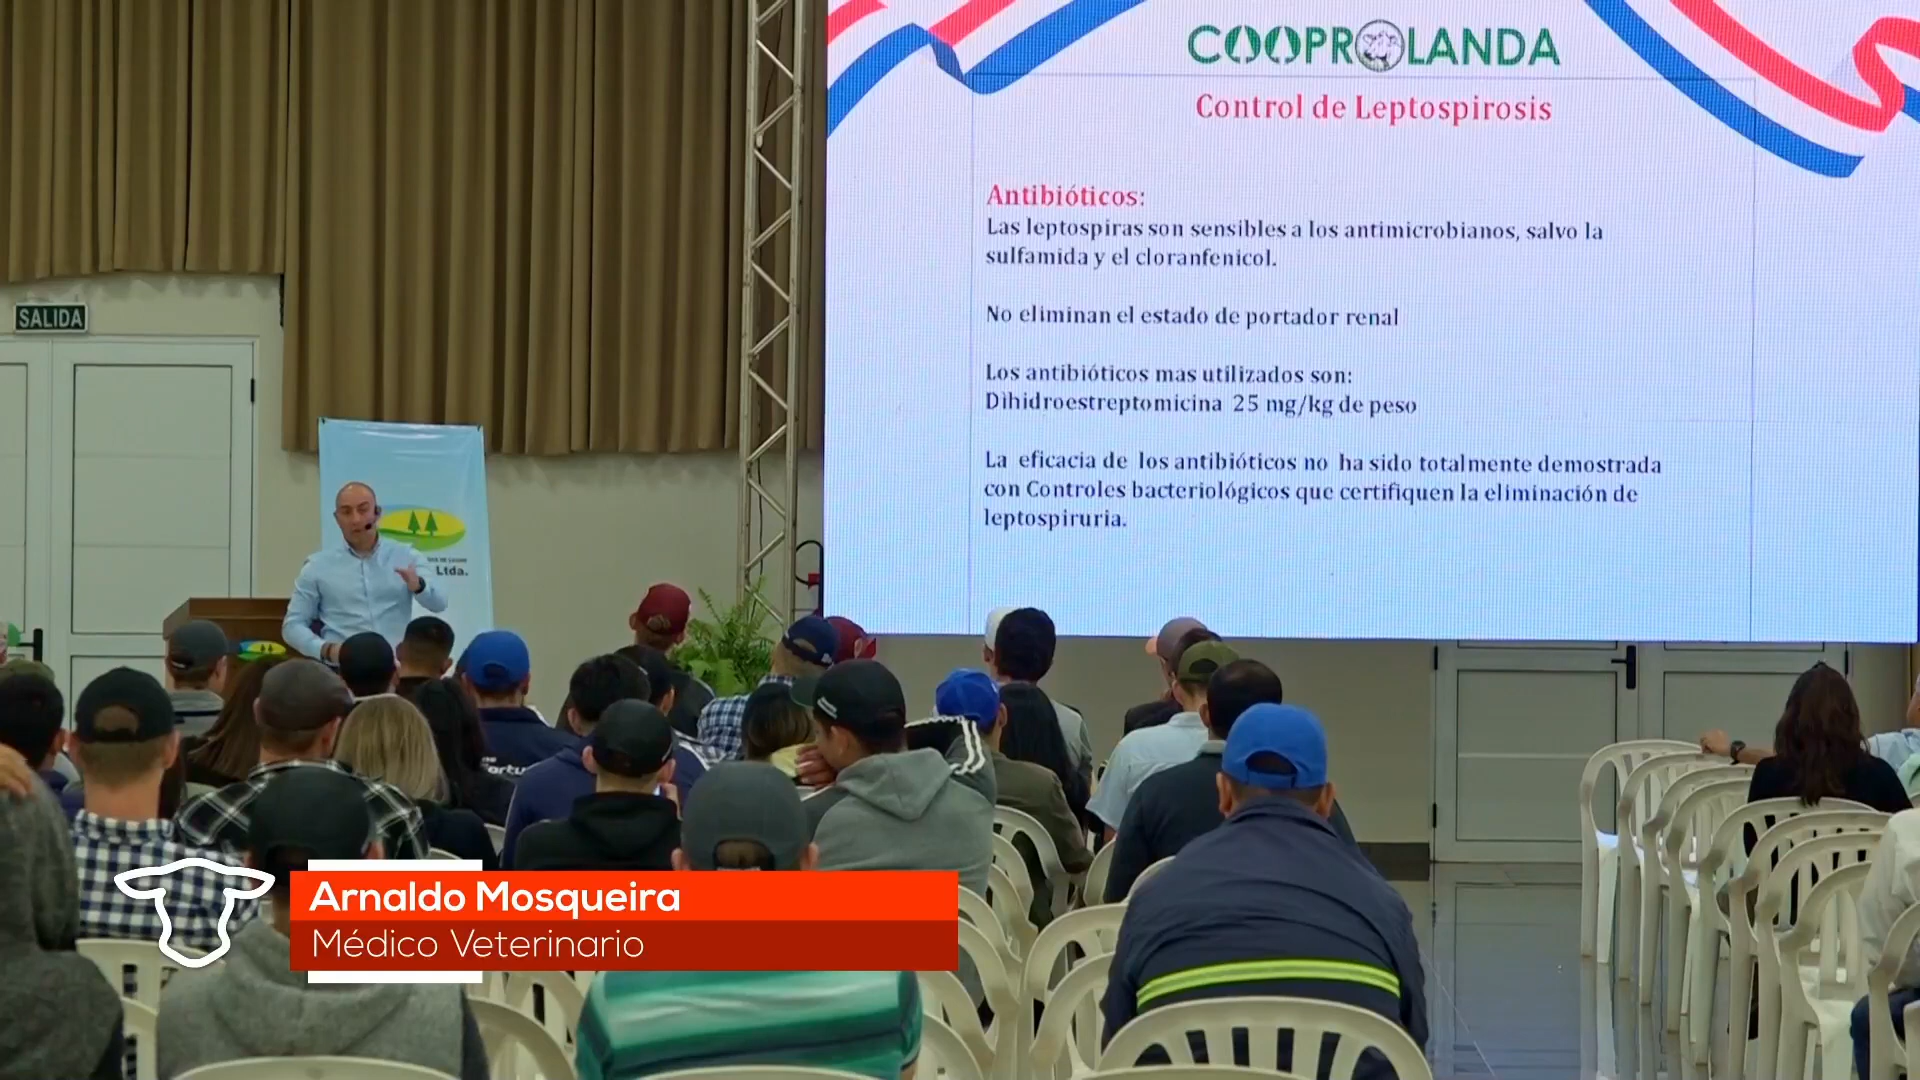 COOPROLANDA
Control de Leptospirosis
Antibióticos:
Las leptospiras son sensibles a los antimicrobianos, salvo la
sulfamida y el cloranfenicol.
No eliminan el estado de portador renal
Los antibióticos mas utilizados son:
Dihidroestreptomicina 25 mg/kg de peso
La eficacia de los antibióticos no ha sido totalmente demostrada
con Controles bacteriológicos que certifiquen la eliminación de
leptospiruria.
SALIDA
Ltda.
Arnaldo Mosqueira
Médico Veterinario